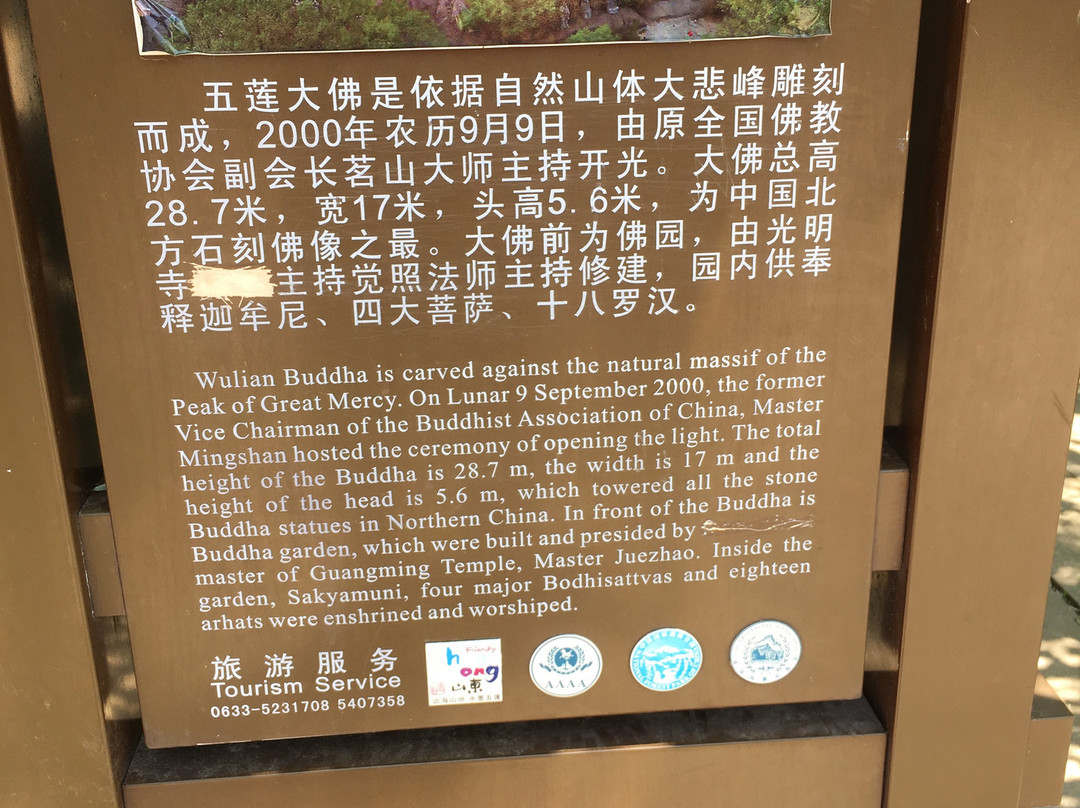 五莲大佛是依据自然山体大悲峰雕刻
而成，2000年农历9月9日，由原全国佛教
协会副会长茗山大师主持开光。大佛总高
28.7米，宽17米，头高5.6米，为中国北
方石刻佛像之最。大佛前为佛园，由光明
寺主持觉照法师主持修建，园内供奉
释迦牟尼、四大菩萨、十八罗汉。
Wulian Buddha is carved against the natural massif of the
Peak of Great Mercy. On Lunar 9 September 2000, the former
Vice Chairman of the Buddhist Association of China, Master
Mingshan hosted the ceremony of opening the light. The total
height of the Buddha is 28.7 m, the width is 17 m and the
height of the head is 5.6 m, which towered all the stone
Buddha statues in Northern China. In front of the Buddha is
Buddha garden, which were built and presided by
master of Guangming Temple, Master Juezhao. Inside the
garden, Sakyamuni, four major Bodhisattvas and eighteen
arhats were enshrined and worshiped.
旅游服务
Tourism Service
0633-5231708 5407358
Friendly
hong
山东
AAAA